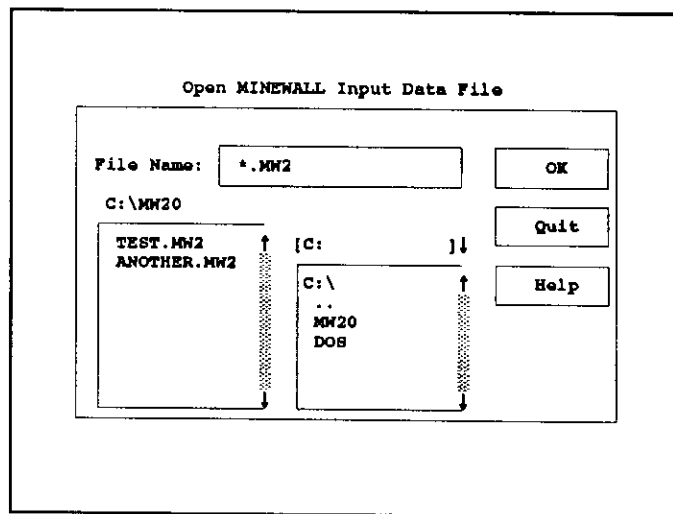 Open MINEWALL Input Data File
File Name: *.MW2
OK
C:\MW20
Quit
TEST.MW2
ANOTHER.MW2
[C: ]↓
Help
C:\
..
MW20
DOS